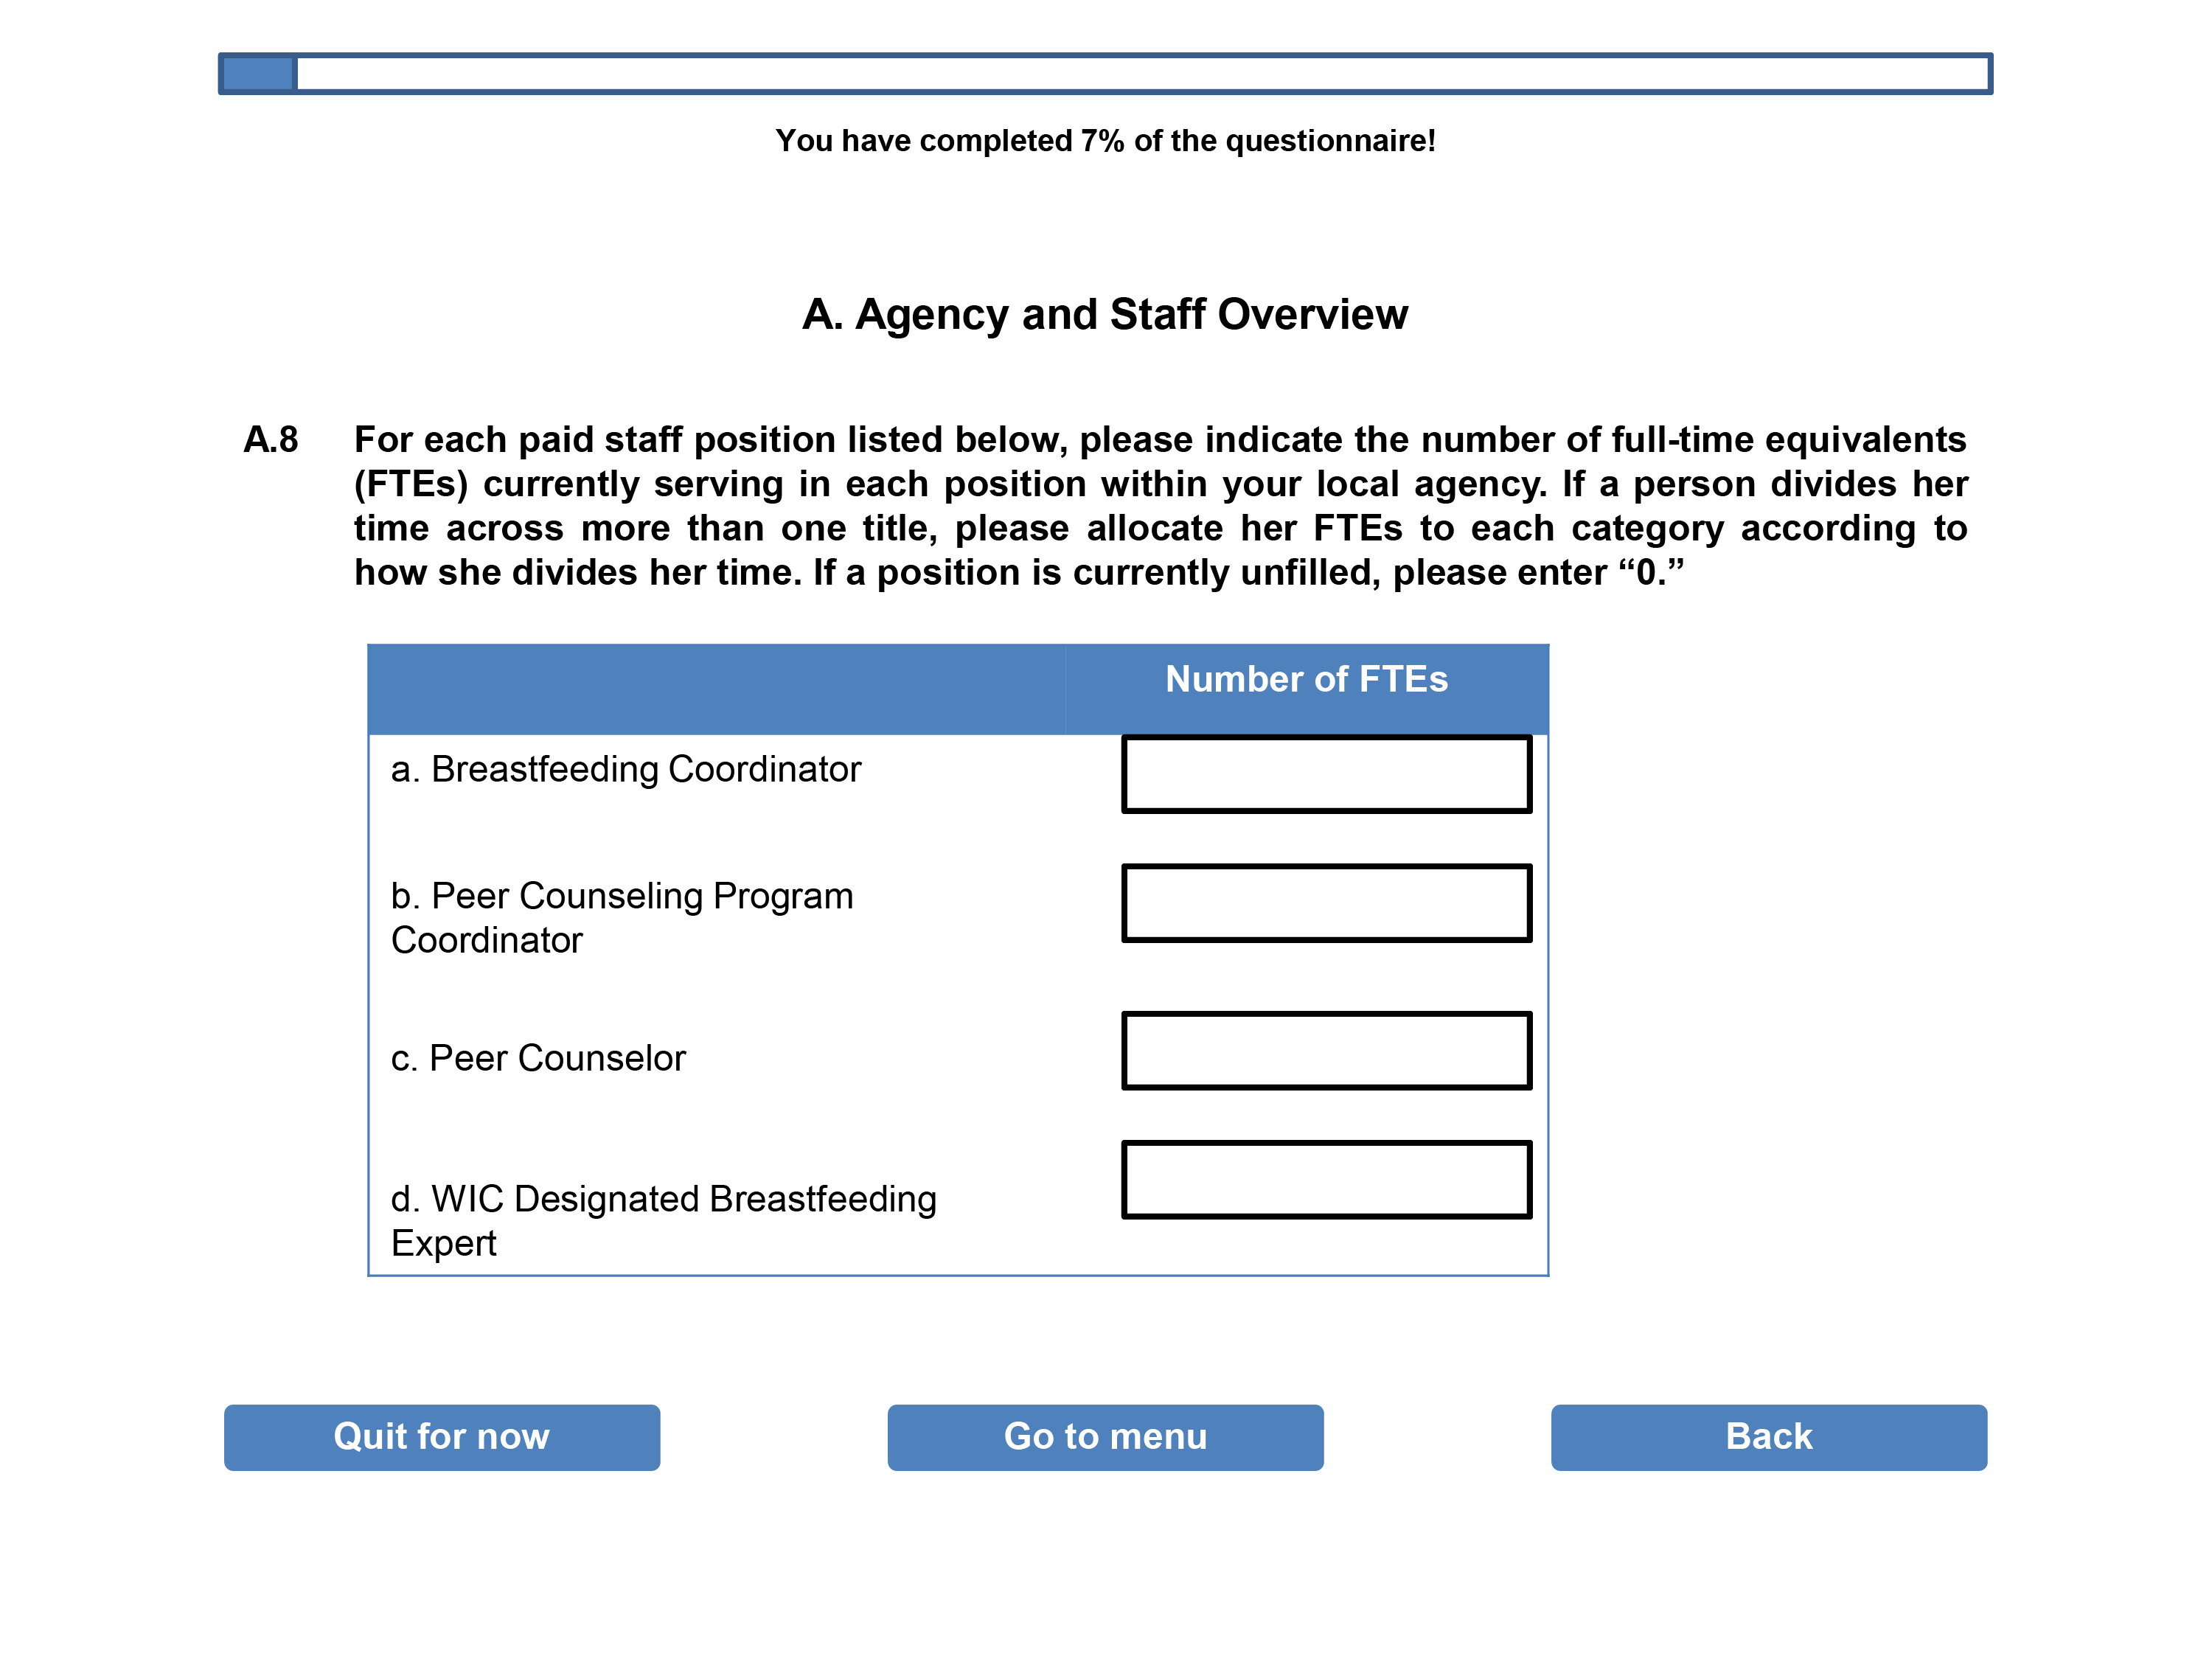 You have completed 7% of the questionnaire!
A. Agency and Staff Overview
A.8 For each paid staff position listed below, please indicate the number of full-time equivalents
(FTEs) currently serving in each position within your local agency. If a person divides her
time across more than one title, please allocate her FTEs to each category according to
how she divides her time. If a position is currently unfilled, please enter “0.”
Number of FTEs
a. Breastfeeding Coordinator
b. Peer Counseling Program
Coordinator
c. Peer Counselor
d. WIC Designated Breastfeeding
Expert
Quit for now
Go to menu
Back